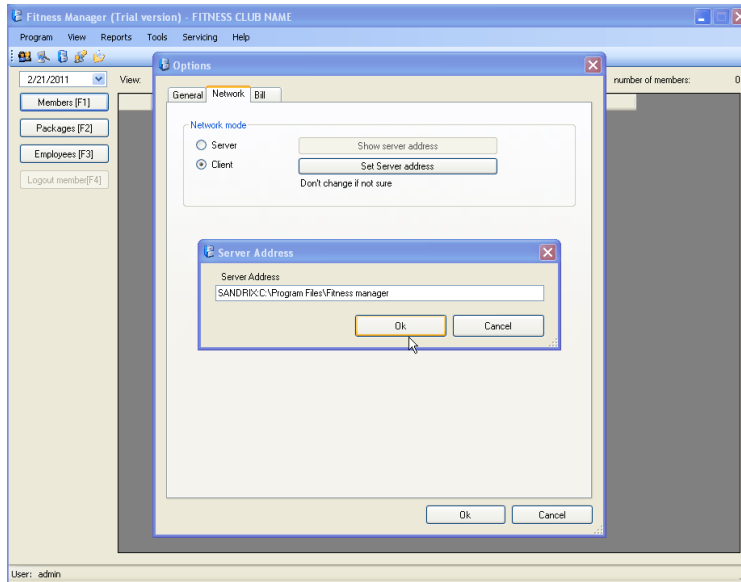 Fitness Manager (Trial version) - FITNESS CLUB NAME
Program View Reports Tools Servicing Help
2/21/2011 View: number of members: 0
Members [F1]
Packages [F2]
Employees [F3]
Logout member[F4]
Options
General Network Bill
Network mode
Server Show server address
Client Set Server address
Don't change if not sure
Server Address
Server Address
SANDRIX:C:\Program Files\Fitness manager
Ok Cancel
Ok Cancel
User: admin